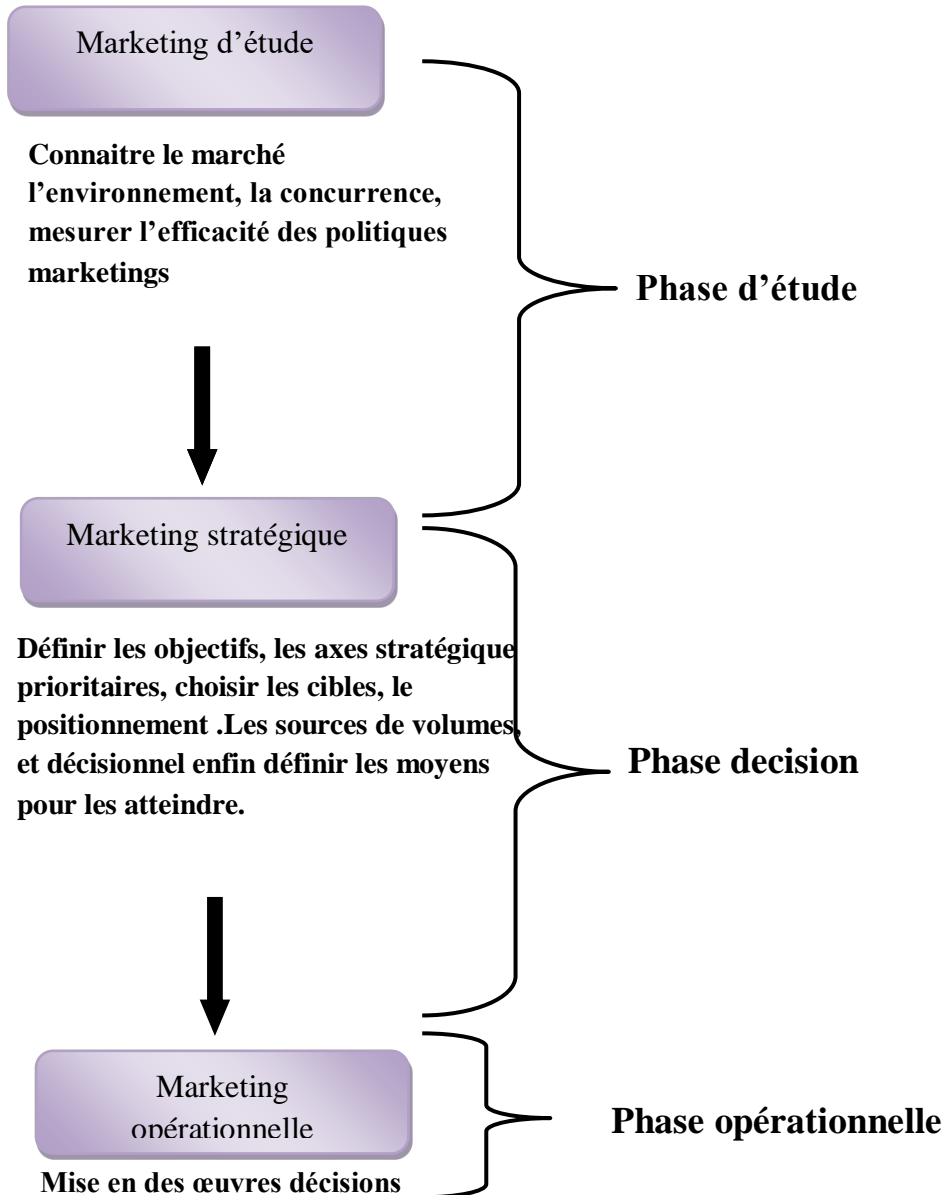 Marketing d’étude
Connaitre le marché
l’environnement, la concurrence,
mesurer l’efficacité des politiques
marketings
Phase d’étude
Marketing stratégique
Définir les objectifs, les axes stratégique
prioritaires, choisir les cibles, le
positionnement .Les sources de volumes,
et décisionnel enfin définir les moyens
pour les atteindre.
Phase decision
Marketing
opérationnelle
Phase opérationnelle
Mise en des œuvres décisions